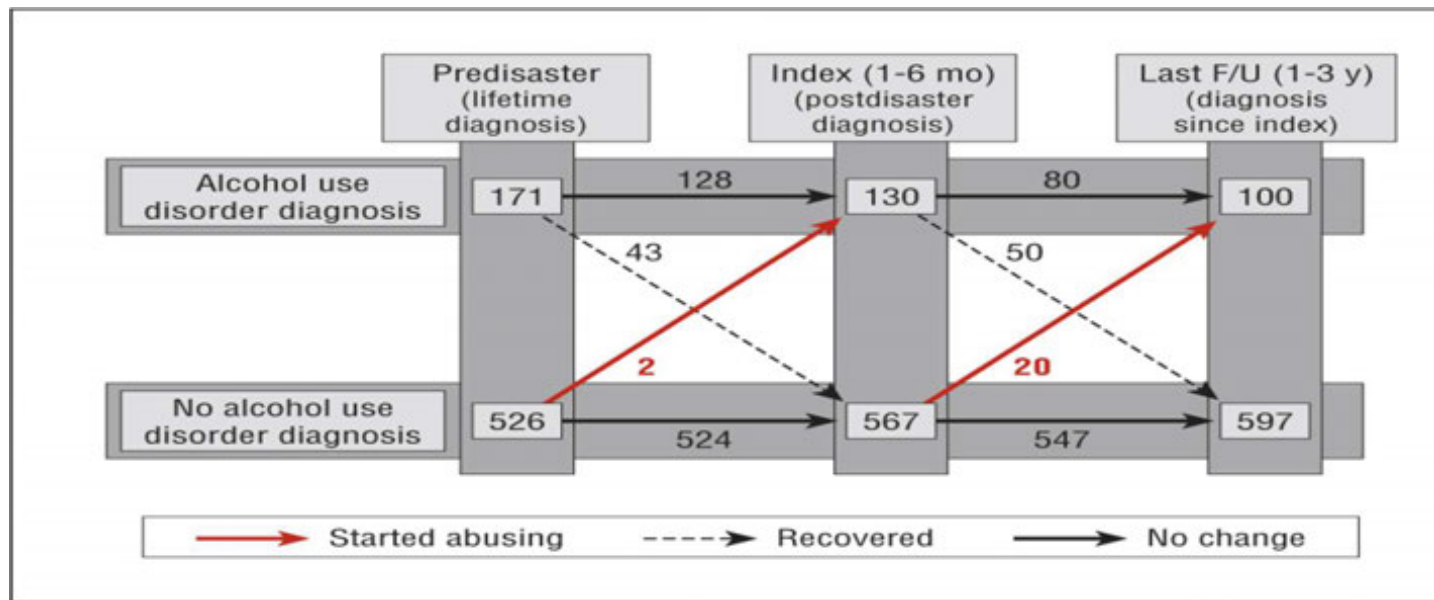 Predisaster
(lifetime
diagnosis)
Index (1-6 mo)
(postdisaster
diagnosis)
Last F/U (1-3 y)
(diagnosis
since index)
Alcohol use
disorder diagnosis
171
128
130
80
100
43
50
2
20
No alcohol use
disorder diagnosis
526
524
567
547
597
Started abusing
Recovered
No change